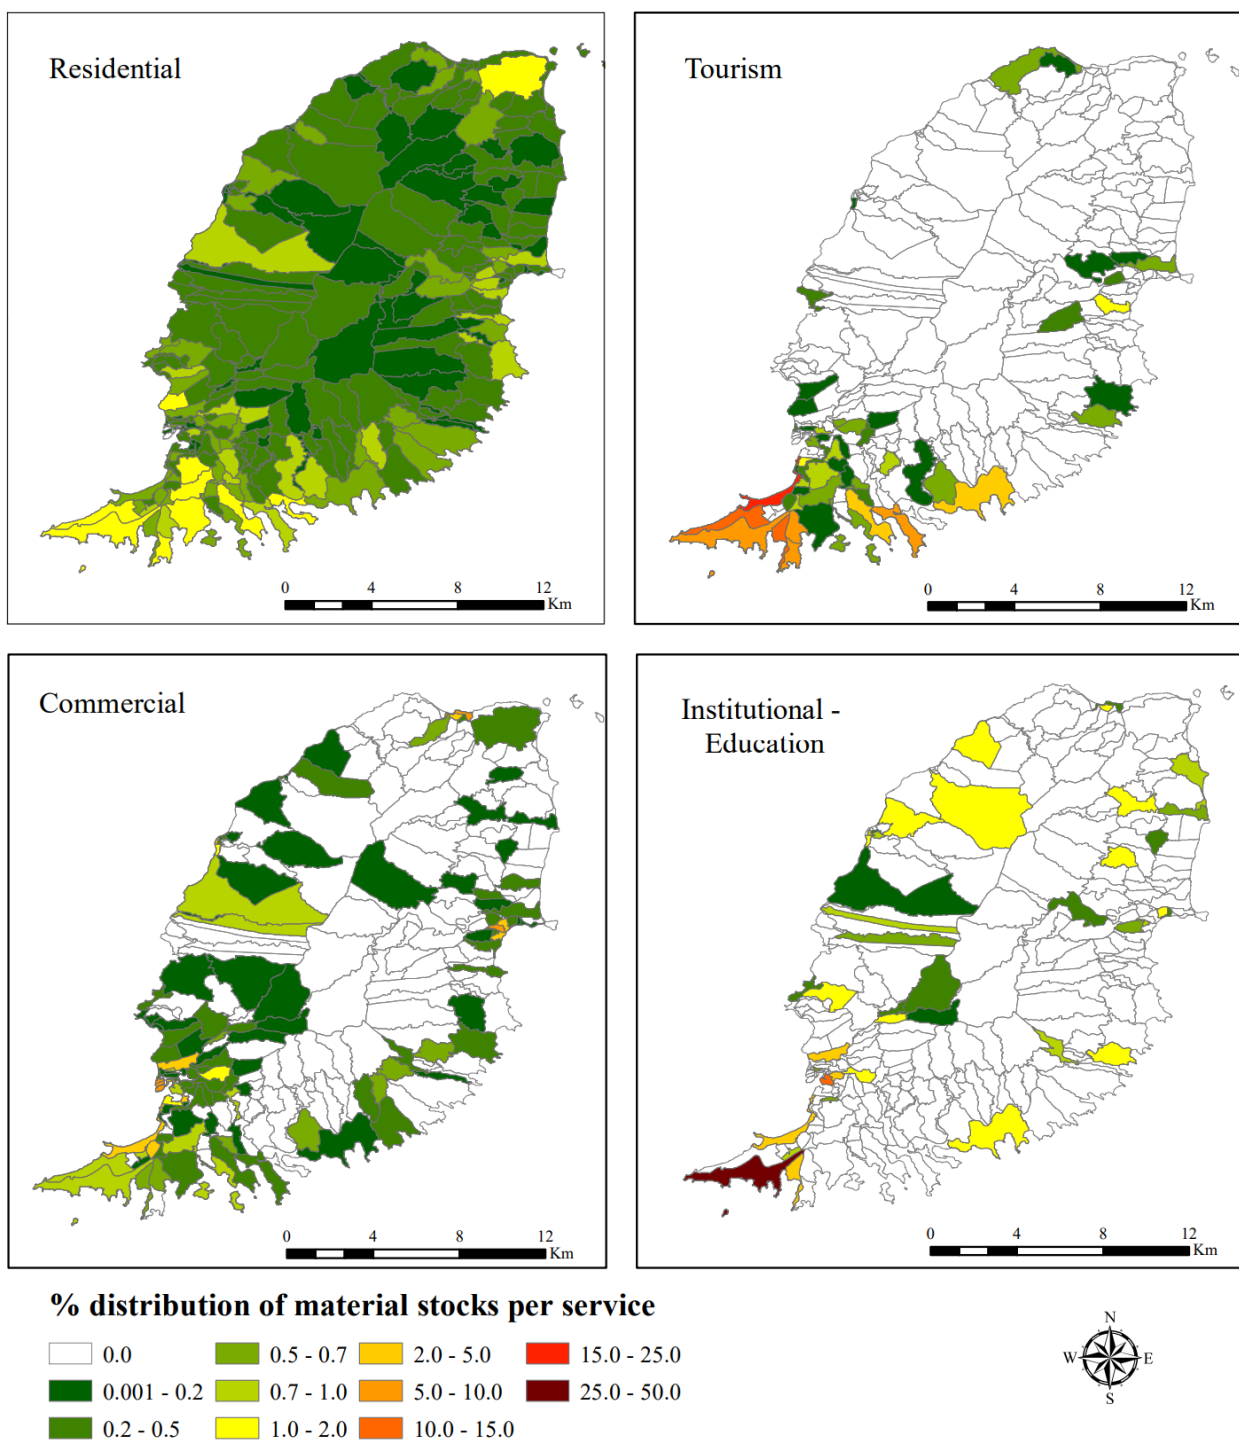 Residential
0 4 8 12
Km
Tourism
0 4 8 12
Km
Commercial
0 4 8 12
Km
Institutional -
Education
0 4 8 12
Km
% distribution of material stocks per service
0.0 0.5 - 0.7 2.0 - 5.0 15.0 - 25.0
0.001 - 0.2 0.7 - 1.0 5.0 - 10.0 25.0 - 50.0
0.2 - 0.5 1.0 - 2.0 10.0 - 15.0
N
W E
S